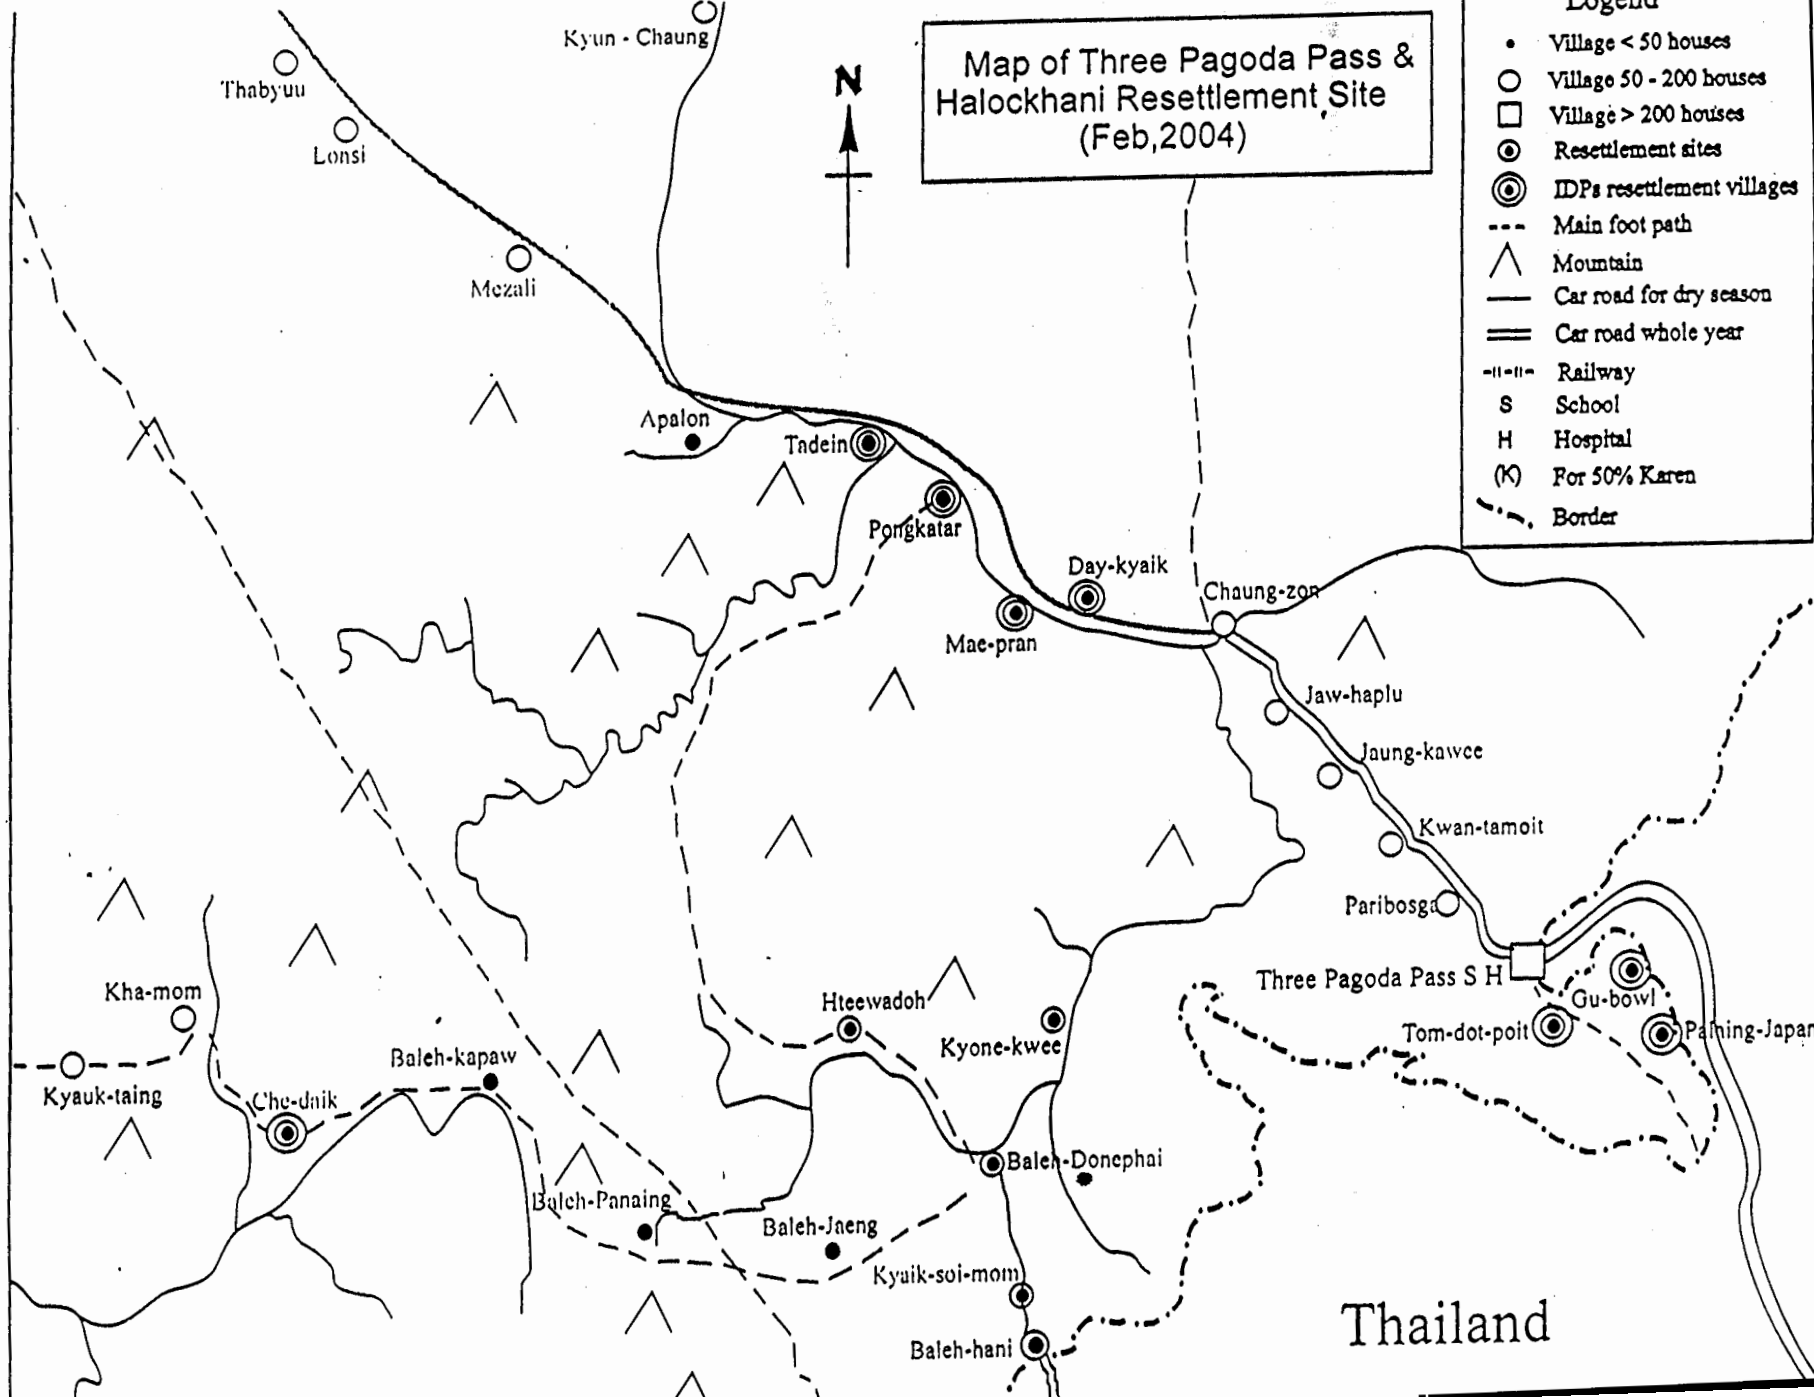 Kyun - Chaung
Thabyuu
Lonsi
Mezali
N
Map of Three Pagoda Pass &
Halockhani Resettlement Site
(Feb,2004)
Legend
Village < 50 houses
Village 50 - 200 houses
Village > 200 houses
Resettlement sites
IDPs resettlement villages
Main foot path
Mountain
Car road for dry season
Car road whole year
Railway
S School
H Hospital
(K) For 50% Karen
Border
Apalon
Tadein
Pongkatar
Day-kyaik
Mae-pran
Chaung-zon
Jaw-haplu
Jaung-kawee
Kwan-tamoit
Paribosga
Three Pagoda Pass S H
Gu-bowl
Tom-dot-poit
Paining-Japan
Kha-mom
Kyauk-taing
Che-daik
Baleh-kapaw
Hteewadoh
Kyone-kwee
Baleh-Donephai
Baleh-Panaing
Baleh-Jaeng
Kyaik-soi-mom
Baleh-hani
Thailand